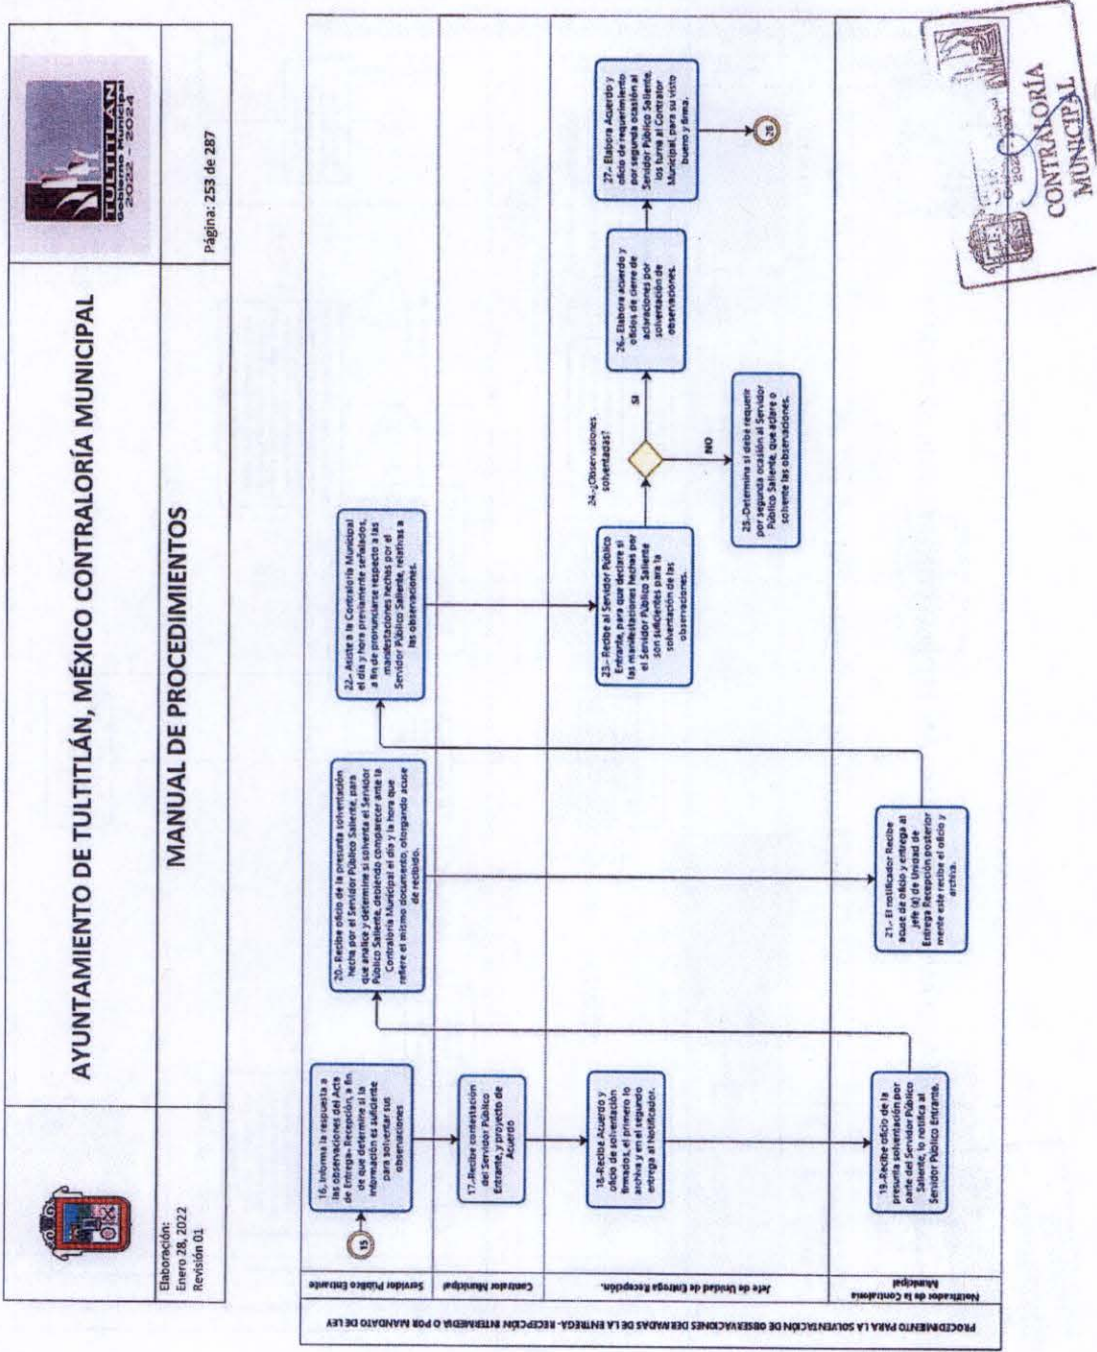 AYUNTAMIENTO DE TULTITLÁN, MÉXICO CONTRALORÍA MUNICIPAL
TULTITLÁN
Gobierno Municipal
2022 - 2024
Elaboración:
Enero 28, 2022
Revisión 01
MANUAL DE PROCEDIMIENTOS
Página: 253 de 287
PROCEDIMIENTO PARA LA SOLVENTACIÓN DE OBSERVACIONES DERIVADAS DE LA ENTREGA- RECEPCIÓN INTERMEDIA O POR MANDATO DE LEY
Servidor Público Entrante
15
16. Informa la respuesta a
las observaciones del Acta
de Entrega- Recepción, a fin
de que determine si la
información es suficiente
para solventar sus
observaciones
20.- Recibe oficio de la presunta solventación
hecha por el Servidor Público Saliente, para
que analice y determine si solventa el Servidor
Público Saliente, debiendo comparecer ante la
Contraloría Municipal el día y la hora que
refiere el mismo documento, otorgando acuse
de recibido.
22.- Asiste a la Contraloría Municipal
el día y hora previamente señalados,
a fin de pronunciarse respecto a las
manifestaciones hechas por el
Servidor Público Saliente, relativas a
las observaciones.
Contralor Municipal
17.-Recibe contestación
del Servidor Público
Entrante, y proyecto de
Acuerdo
Jefe de Unidad de Entrega Recepción.
18.-Recibe Acuerdo y
oficio de solventación
firmados, el primero lo
archiva y en el segundo
entrega al Notificador.
23.- Recibe al Servidor Público
Entrante, para que declare si
las manifestaciones hechas por
el Servidor Público Saliente
son suficientes para la
solventación de las
observaciones.
24.-¿Observaciones
solventadas?
SI
NO
25.-Determina si debe requerir
por segunda ocasión al Servidor
Público Saliente, que aclare o
solvente las observaciones.
26.- Elabora acuerdo y
oficios de cierre de
aclaraciones por
solventación de
observaciones.
27.- Elabora Acuerdo y
oficio de requerimiento
por segunda ocasión al
Servidor Público Saliente,
los turna al Contralor
Municipal, para su visto
bueno y firma.
28
Notificador de la Contraloría
Municipal
19.-Recibe oficio de la
presunta solventación por
parte del Servidor Público
Saliente, lo notifica al
Servidor Público Entrante.
21.- El notificador Recibe
acuse de oficio y entrega al
jefe (a) de Unidad de
Entrega Recepción posterior
mente este recibe el oficio y
archiva.
CONTRALORÍA
MUNICIPAL